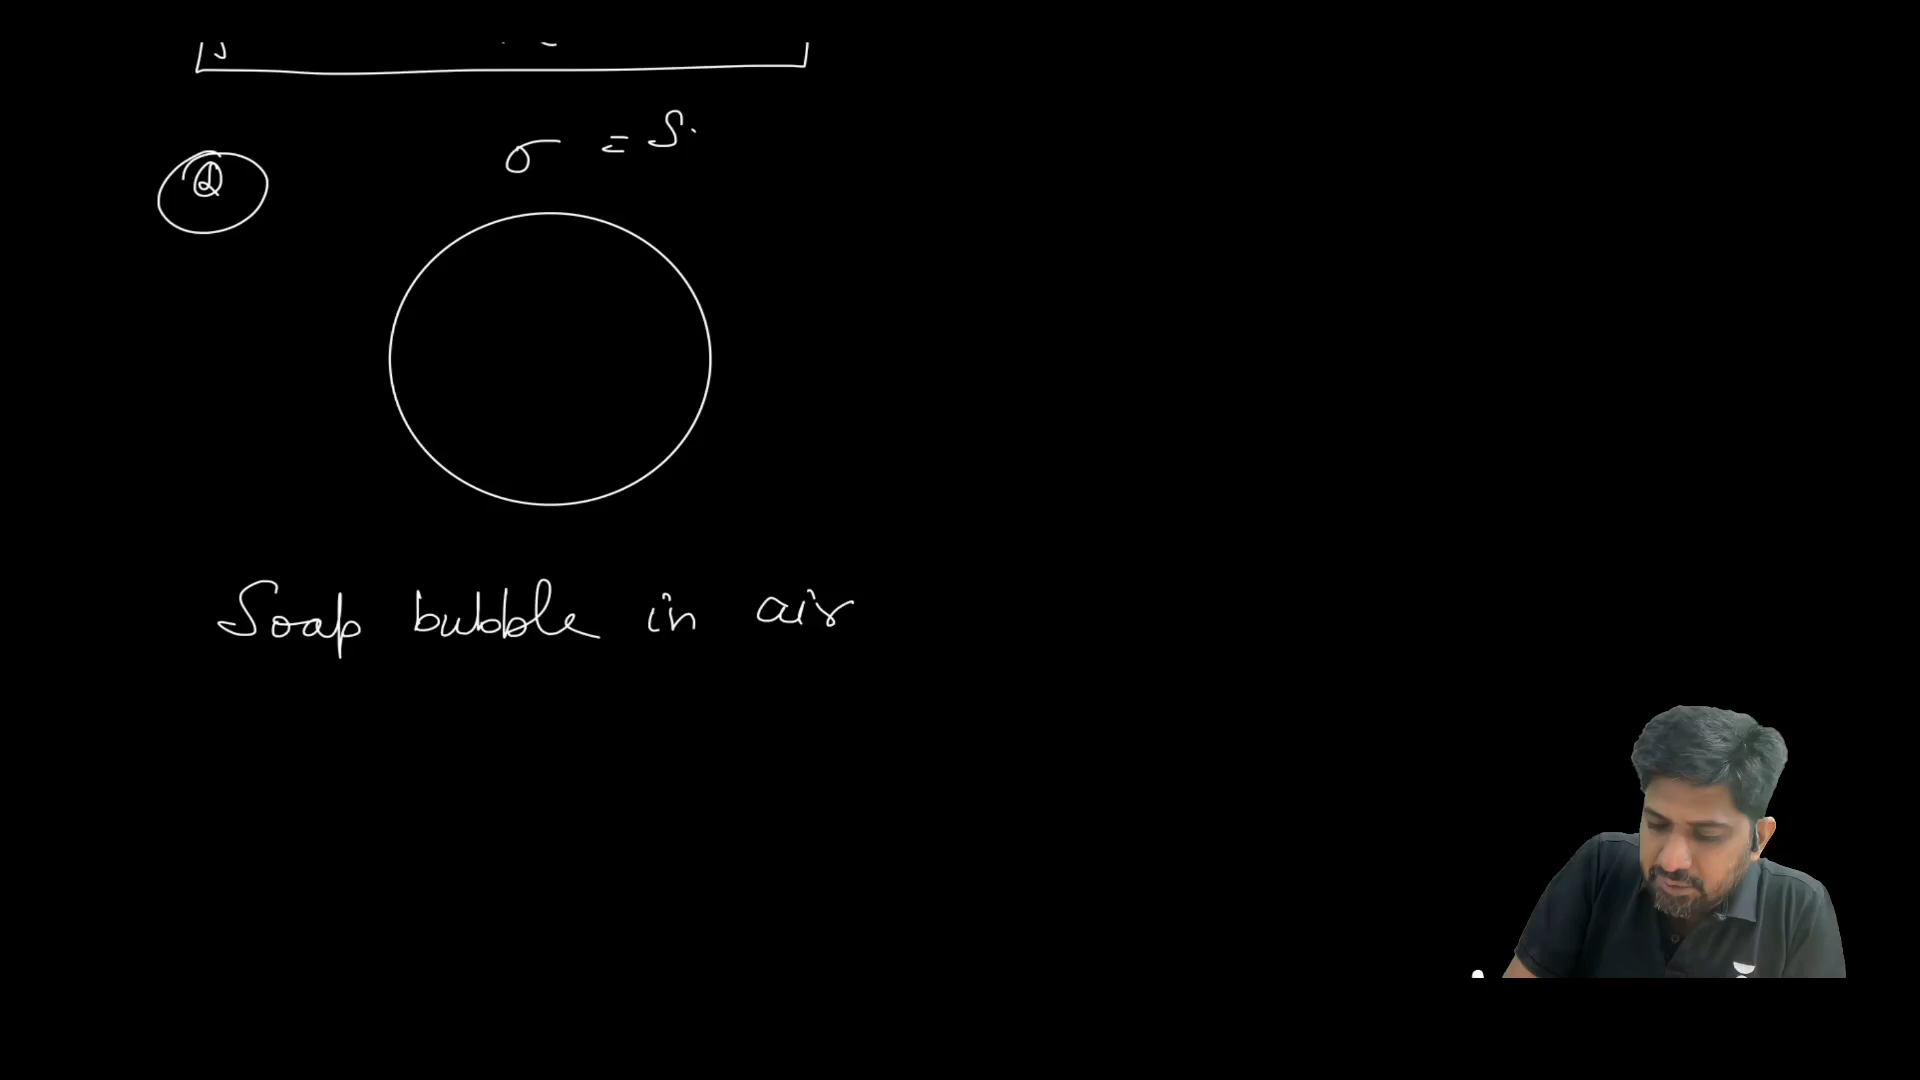 σ = S.
Q
Soap bubble in air